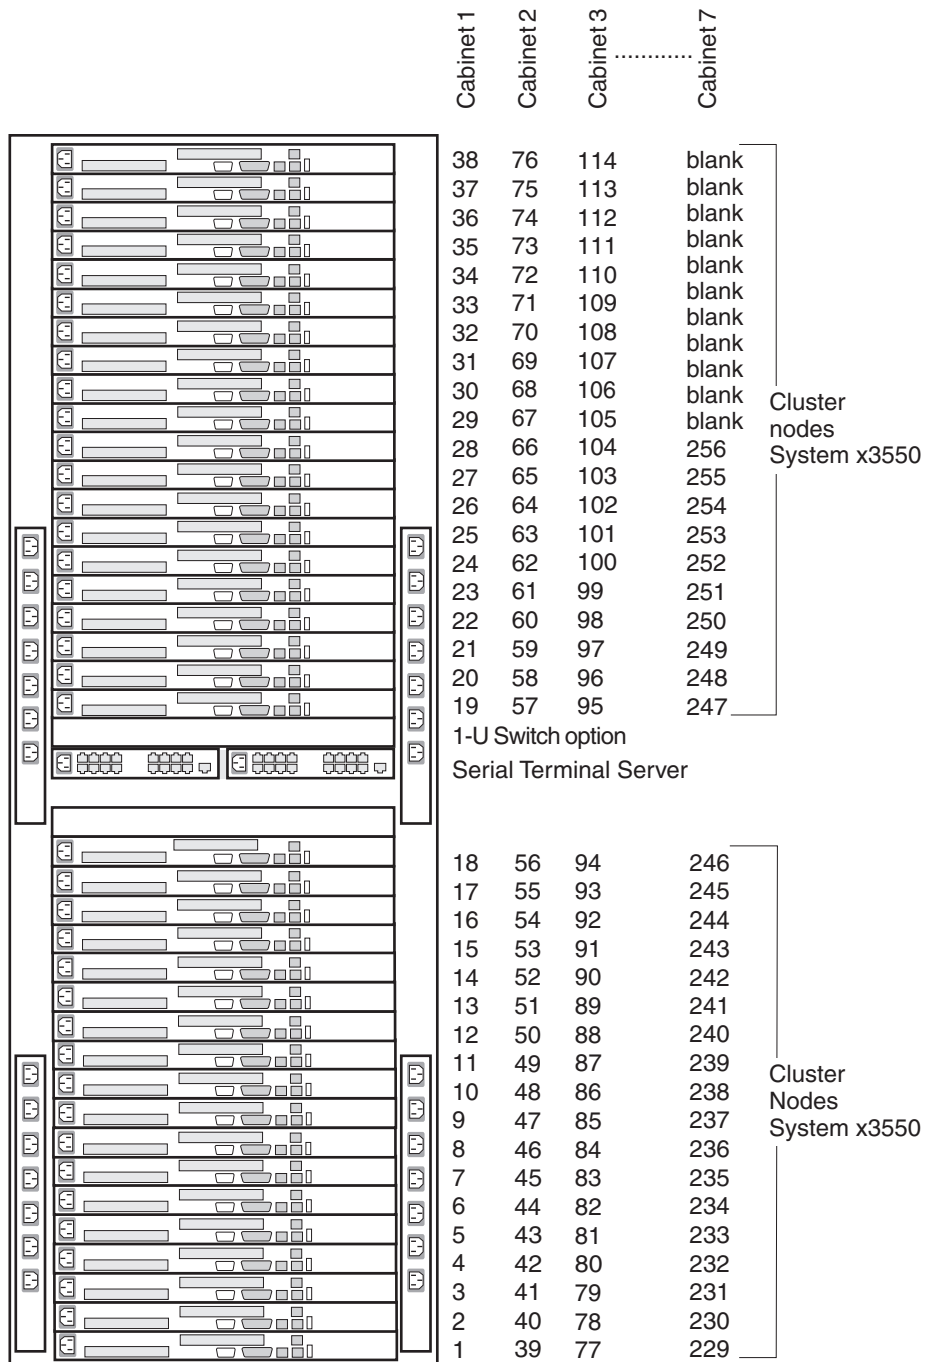 Cabinet 1 Cabinet 2 Cabinet 3 ............ Cabinet 7
38 76 114 blank
37 75 113 blank
36 74 112 blank
35 73 111 blank
34 72 110 blank
33 71 109 blank
32 70 108 blank
blank
31 69 107 blank
30 68 106 blank
29 67 105 blank
28 66 104 256
27 65 103 255
26 64 102 254
25 63 101 253
24 62 100 252
23 61 99 251
22 60 98 250
21 59 97 249
20 58 96 248
19 57 95 247
Cluster
nodes
System x3550
1-U Switch option
Serial Terminal Server
18 56 94 246
17 55 93 245
16 54 92 244
15 53 91 243
14 52 90 242
13 51 89 241
12 50 88 240
11 49 87 239
10 48 86 238
9 47 85 237
8 46 84 236
7 45 83 235
6 44 82 234
5 43 81 233
4 42 80 232
3 41 79 231
2 40 78 230
1 39 77 229
Cluster
Nodes
System x3550